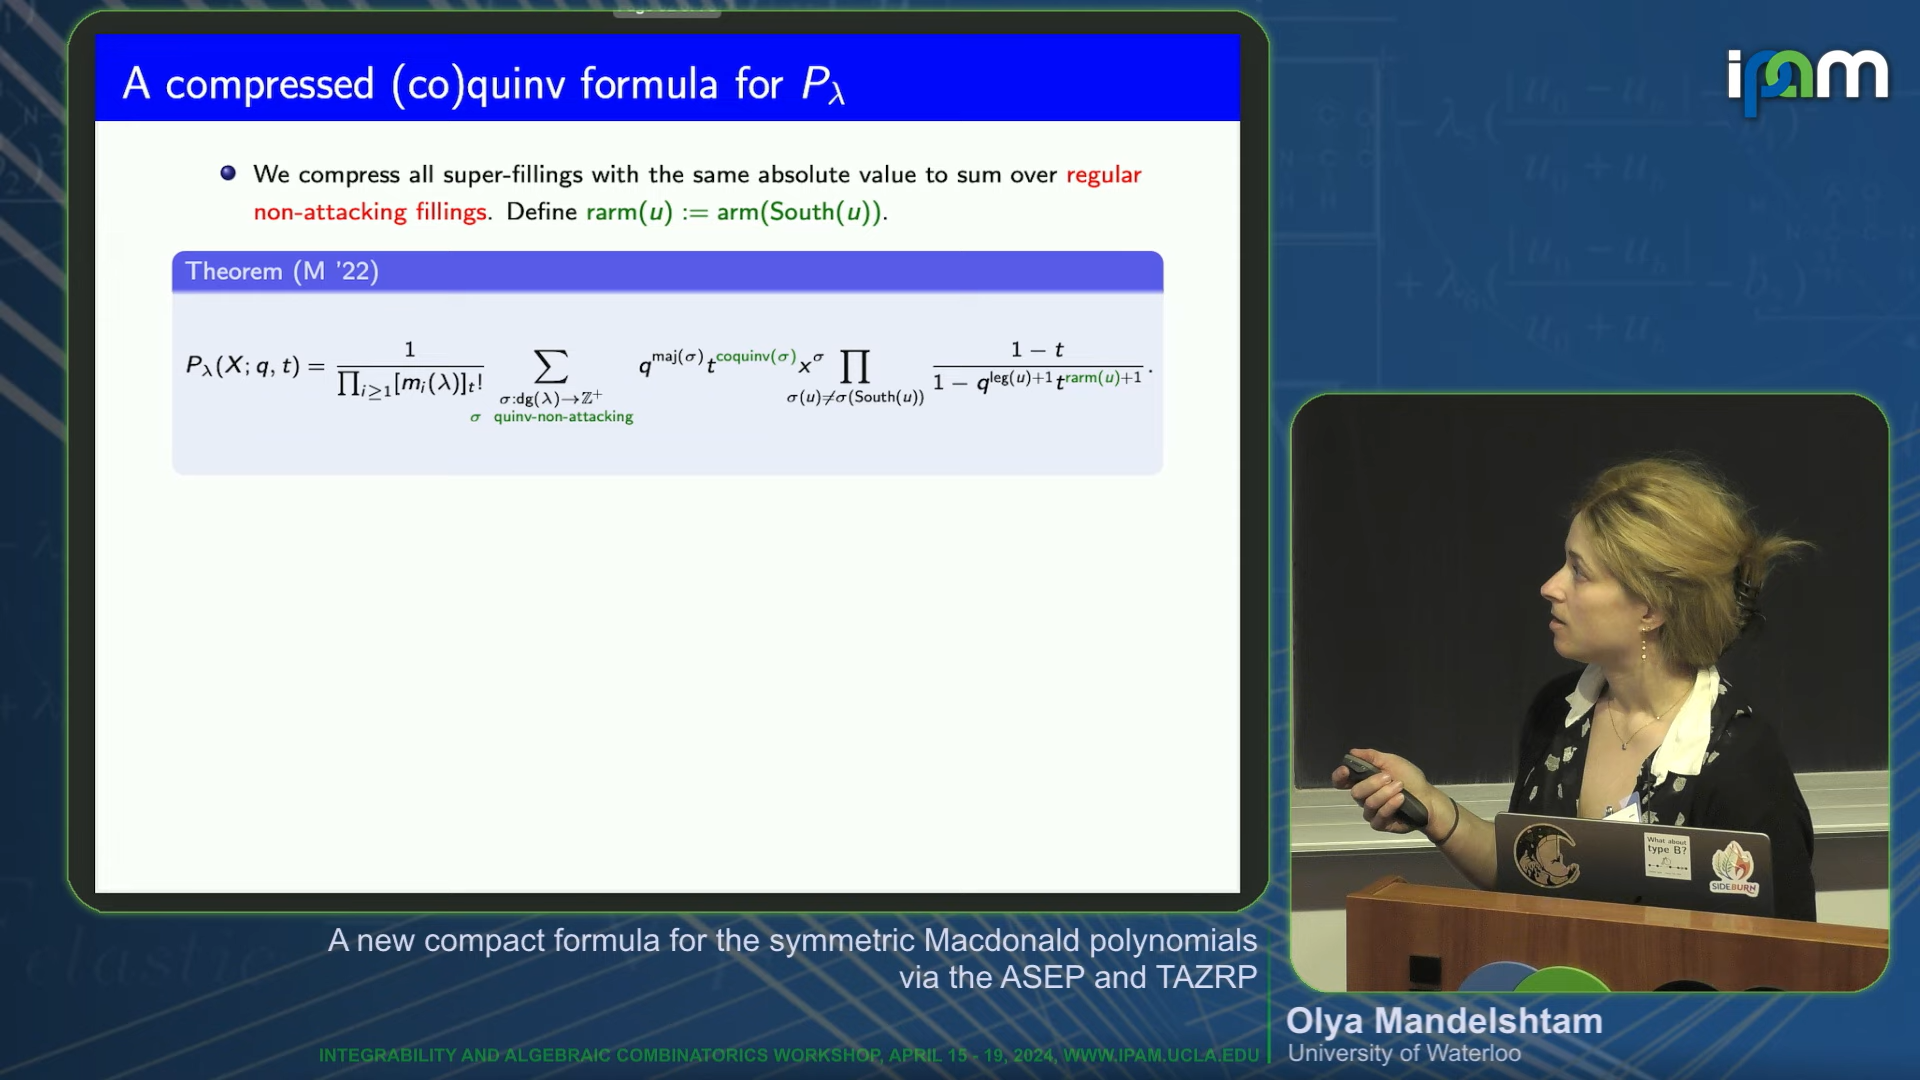 A compressed (co)quinv formula for P_λ
We compress all super-fillings with the same absolute value to sum over regular
non-attacking fillings. Define rarm(u) := arm(South(u)).
Theorem (M '22)
P_λ(X; q, t) = 1 / ∏_{i≥1}[m_i(λ)]_t! ∑_{σ:dg(λ)→ℤ⁺, σ quinv-non-attacking} q^{maj(σ)} t^{coquinv(σ)} x^σ ∏_{σ(u)≠σ(South(u))} (1 − t) / (1 − q^{leg(u)+1} t^{rarm(u)+1}).
ipam
What about
type B?
SIDEBURN
A new compact formula for the symmetric Macdonald polynomials
via the ASEP and TAZRP
Olya Mandelshtam
University of Waterloo
INTEGRABILITY AND ALGEBRAIC COMBINATORICS WORKSHOP, APRIL 15 - 19, 2024, WWW.IPAM.UCLA.EDU